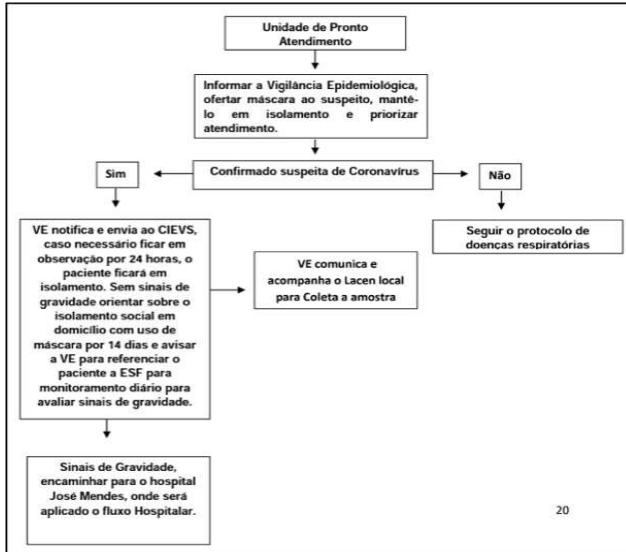 Unidade de Pronto
Atendimento
Informar a Vigilância Epidemiológica,
ofertar máscara ao suspeito, mantê-
lo em isolamento e priorizar
atendimento.
Confirmado suspeita de Coronavírus
Sim
Não
VE notifica e envia ao CIEVS,
caso necessário ficar em
observação por 24 horas, o
paciente ficará em
isolamento. Sem sinais de
gravidade orientar sobre o
isolamento social em
domicílio com uso de
máscara por 14 dias e avisar
a VE para referenciar o
paciente a ESF para
monitoramento diário para
avaliar sinais de gravidade.
VE comunica e
acompanha o Lacen local
para Coleta a amostra
Seguir o protocolo de
doenças respiratórias
Sinais de Gravidade,
encaminhar para o hospital
José Mendes, onde será
aplicado o fluxo Hospitalar.
20